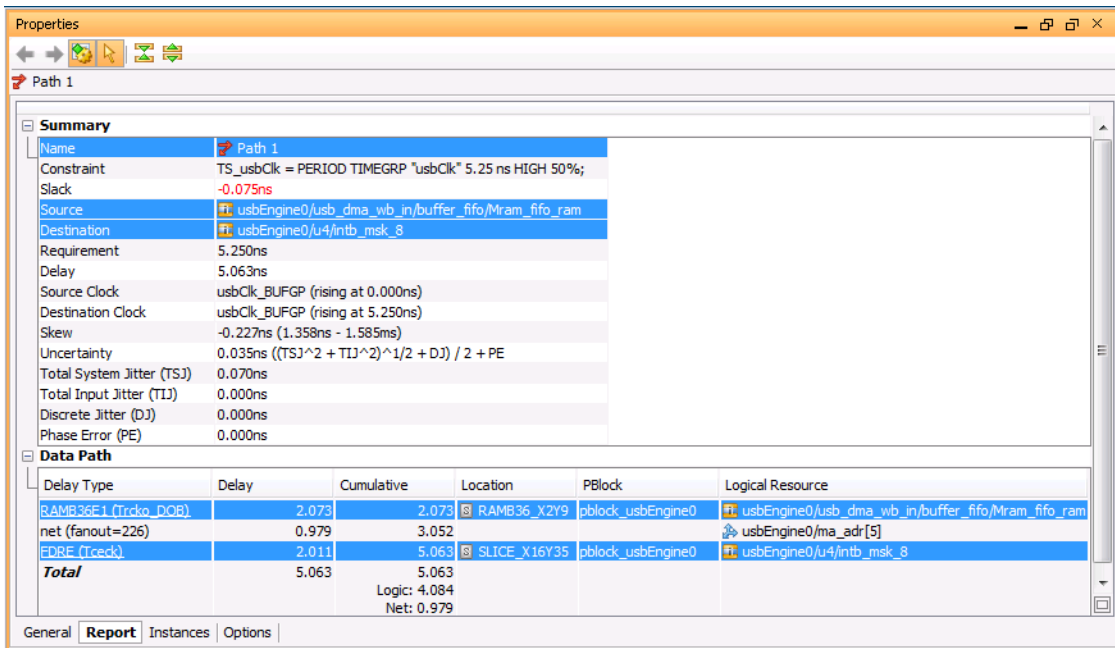 Properties
Path 1
Summary
Name Path 1
Constraint TS_usbClk = PERIOD TIMEGRP "usbClk" 5.25 ns HIGH 50%;
Slack -0.075ns
Source usbEngine0/usb_dma_wb_in/buffer_fifo/Mram_fifo_ram
Destination usbEngine0/u4/intb_msk_8
Requirement 5.250ns
Delay 5.063ns
Source Clock usbClk_BUFGP (rising at 0.000ns)
Destination Clock usbClk_BUFGP (rising at 5.250ns)
Skew -0.227ns (1.358ns - 1.585ms)
Uncertainty 0.035ns ((TSJ^2 + TIJ^2)^1/2 + DJ) / 2 + PE
Total System Jitter (TSJ) 0.070ns
Total Input Jitter (TIJ) 0.000ns
Discrete Jitter (DJ) 0.000ns
Phase Error (PE) 0.000ns
Data Path
Delay Type Delay Cumulative Location PBlock Logical Resource
RAMB36E1 (Trcko_DOB) 2.073 2.073 RAMB36_X2Y9 pblock_usbEngine0 usbEngine0/usb_dma_wb_in/buffer_fifo/Mram_fifo_ram
net (fanout=226) 0.979 3.052 usbEngine0/ma_adr[5]
FDRE (Tceck) 2.011 5.063 SLICE_X16Y35 pblock_usbEngine0 usbEngine0/u4/intb_msk_8
Total 5.063 5.063
Logic: 4.084
Net: 0.979
General Report Instances Options